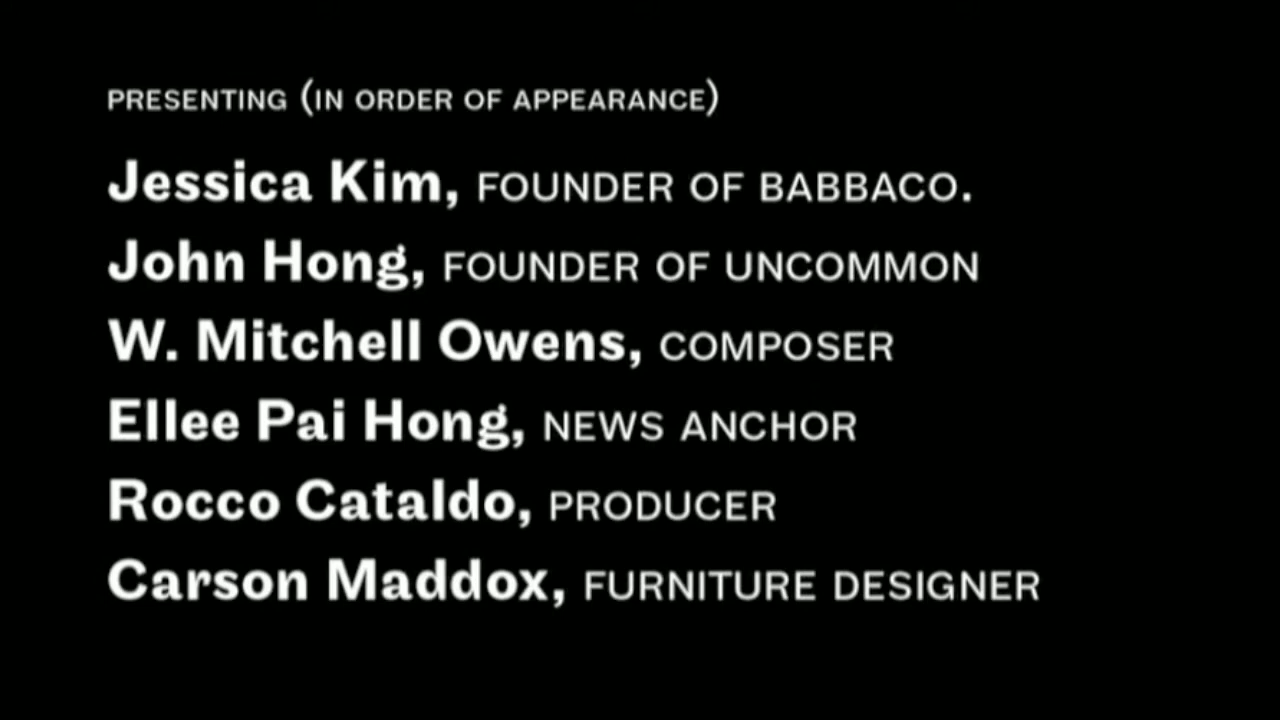 PRESENTING (IN ORDER OF APPEARANCE)
Jessica Kim, FOUNDER OF BABBACO.
John Hong, FOUNDER OF UNCOMMON
W. Mitchell Owens, COMPOSER
Ellee Pai Hong, NEWS ANCHOR
Rocco Cataldo, PRODUCER
Carson Maddox, FURNITURE DESIGNER